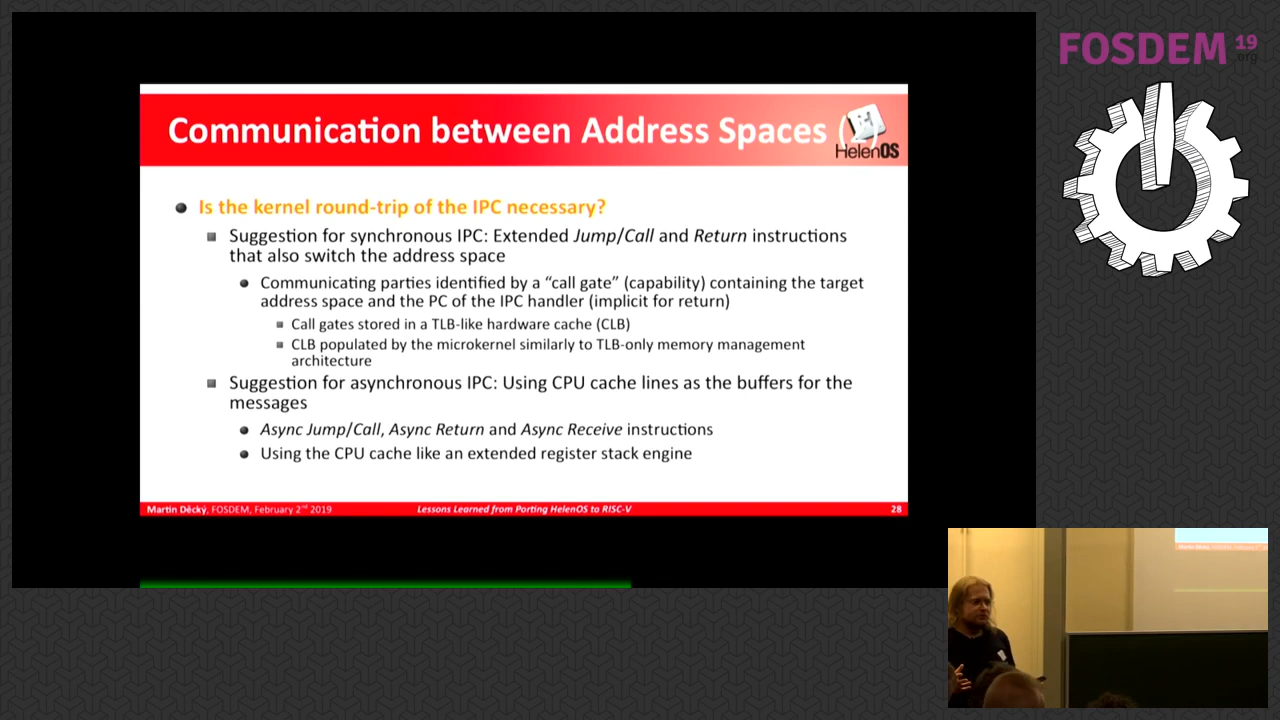 FOSDEM 19
.org
Communication between Address Spaces
HelenOS
Is the kernel round-trip of the IPC necessary?
Suggestion for synchronous IPC: Extended Jump/Call and Return instructions
that also switch the address space
Communicating parties identified by a “call gate” (capability) containing the target
address space and the PC of the IPC handler (implicit for return)
Call gates stored in a TLB-like hardware cache (CLB)
CLB populated by the microkernel similarly to TLB-only memory management
architecture
Suggestion for asynchronous IPC: Using CPU cache lines as the buffers for the
messages
Async Jump/Call, Async Return and Async Receive instructions
Using the CPU cache like an extended register stack engine
Martin Děcký, FOSDEM, February 2nd 2019 Lessons Learned from Porting HelenOS to RISC-V 28